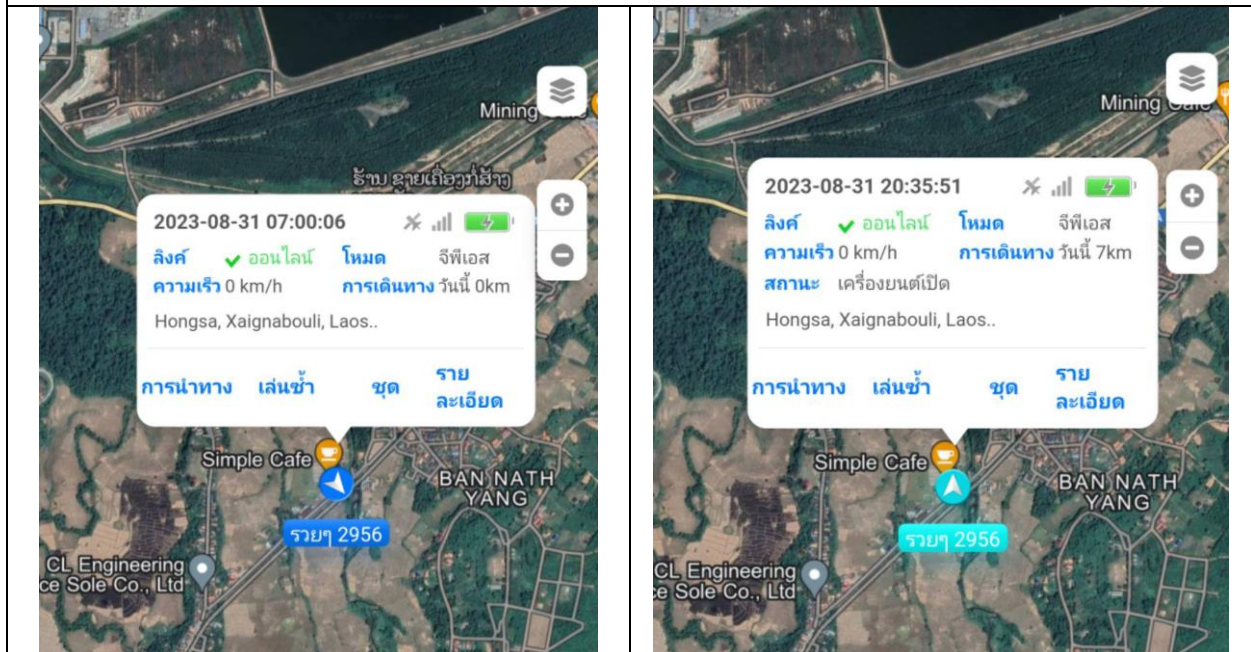 Mining
ຮ້ານ ຂາຍເຄື່ອງກໍ່ສ້າງ
2023-08-31 07:00:06
ลิงค์ ออนไลน์ โหมด จีพีเอส
ความเร็ว 0 km/h การเดินทาง วันนี้ 0km
Hongsa, Xaignabouli, Laos..
การนำทาง เล่นซ้ำ ชุด ราย
ละเอียด
Simple Cafe
BAN NATH
YANG
รวยๆ 2956
CL Engineering
ce Sole Co., Ltd
Mining
2023-08-31 20:35:51
ลิงค์ ออนไลน์ โหมด จีพีเอส
ความเร็ว 0 km/h การเดินทาง วันนี้ 7km
สถานะ เครื่องยนต์เปิด
Hongsa, Xaignabouli, Laos..
การนำทาง เล่นซ้ำ ชุด ราย
ละเอียด
Simple Cafe
BAN NATH
YANG
รวยๆ 2956
CL Engineering
e Sole Co., Ltd